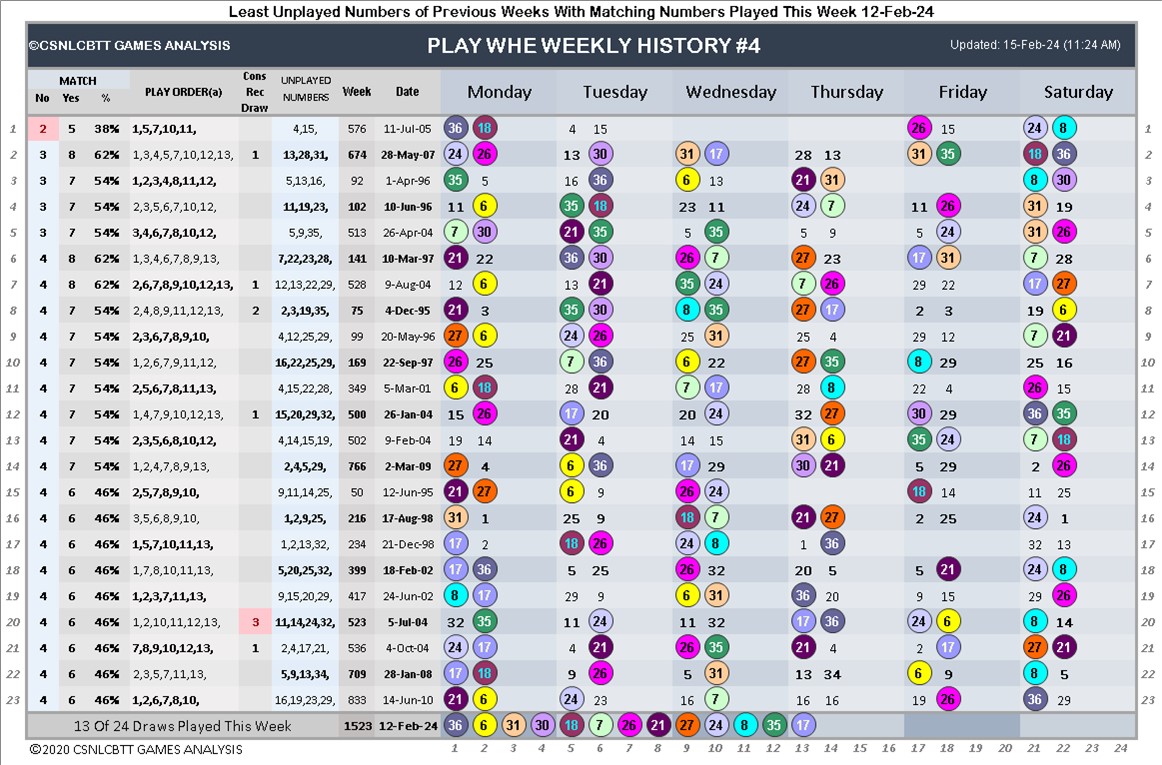 Least Unplayed Numbers of Previous Weeks With Matching Numbers Played This Week 12-Feb-24
©CSNLCBTT GAMES ANALYSIS PLAY WHE WEEKLY HISTORY #4 Updated: 15-Feb-24 (11:24 AM)
MATCH
No Yes % PLAY ORDER(a) Cons Rec Draw UNPLAYED NUMBERS Week Date Monday Tuesday Wednesday Thursday Friday Saturday
1 2 5 38% 1,5,7,10,11, 4,15, 576 11-Jul-05 36 18 4 15 26 15 24 8 1
2 3 8 62% 1,3,4,5,7,10,12,13, 1 13,28,31, 674 28-May-07 24 26 13 30 31 17 28 13 31 35 18 36 2
3 3 7 54% 1,2,3,4,8,11,12, 5,13,16, 92 1-Apr-96 35 5 16 36 6 13 21 31 8 30 3
4 3 7 54% 2,3,5,6,7,10,12, 11,19,23, 102 10-Jun-96 11 6 35 18 23 11 24 7 11 26 31 19 4
5 3 7 54% 3,4,6,7,8,10,12, 5,9,35, 513 26-Apr-04 7 30 21 35 5 35 5 9 5 24 31 26 5
6 4 8 62% 1,3,4,6,7,8,9,13, 7,22,23,28, 141 10-Mar-97 21 22 36 30 26 7 27 23 17 31 7 28 6
7 4 8 62% 2,6,7,8,9,10,12,13, 1 12,13,22,29, 528 9-Aug-04 12 6 13 21 35 24 7 26 29 22 17 27 7
8 4 7 54% 2,4,8,9,11,12,13, 2 2,3,19,35, 75 4-Dec-95 21 3 35 30 8 35 27 17 2 3 19 6 8
9 4 7 54% 2,3,6,7,8,9,10, 4,12,25,29, 99 20-May-96 27 6 24 26 25 31 25 4 29 12 7 21 9
10 4 7 54% 1,2,6,7,9,11,12, 16,22,25,29, 169 22-Sep-97 26 25 7 36 6 22 27 35 8 29 25 16 10
11 4 7 54% 2,5,6,7,8,11,13, 4,15,22,28, 349 5-Mar-01 6 18 28 21 7 17 28 8 22 4 26 15 11
12 4 7 54% 1,4,7,9,10,12,13, 1 15,20,29,32, 500 26-Jan-04 15 26 17 20 20 24 32 27 30 29 36 35 12
13 4 7 54% 2,3,5,6,8,10,12, 4,14,15,19, 502 9-Feb-04 19 14 21 4 14 15 31 6 35 24 7 18 13
14 4 7 54% 1,2,4,7,8,9,13, 2,4,5,29, 766 2-Mar-09 27 4 6 36 17 29 30 21 5 29 2 26 14
15 4 6 46% 2,5,7,8,9,10, 9,11,14,25, 50 12-Jun-95 21 27 6 9 26 24 18 14 11 25 15
16 4 6 46% 3,5,6,8,9,10, 1,2,9,25, 216 17-Aug-98 31 1 25 9 18 7 21 27 2 25 24 1 16
17 4 6 46% 1,5,7,10,11,13, 1,2,13,32, 234 21-Dec-98 17 2 18 26 24 8 1 36 32 13 17
18 4 6 46% 1,7,8,10,11,13, 5,20,25,32, 399 18-Feb-02 17 36 5 25 26 32 20 5 5 21 24 8 18
19 4 6 46% 1,2,3,7,11,13, 9,15,20,29, 417 24-Jun-02 8 17 29 9 6 31 36 20 9 15 29 26 19
20 4 6 46% 1,2,10,11,12,13, 3 11,14,24,32, 523 5-Jul-04 32 35 11 24 11 32 17 36 24 6 8 14 20
21 4 6 46% 7,8,9,10,12,13, 1 2,4,17,21, 536 4-Oct-04 24 17 4 21 26 35 21 4 2 17 27 21 21
22 4 6 46% 2,3,5,7,11,13, 5,9,13,34, 709 28-Jan-08 17 18 9 26 5 31 13 34 6 9 8 5 22
23 4 6 46% 1,2,6,7,8,10, 16,19,23,29, 833 14-Jun-10 21 6 24 23 16 7 16 16 19 26 36 29 23
13 Of 24 Draws Played This Week 1523 12-Feb-24 36 6 31 30 18 7 26 21 27 24 8 35 17
©2020 CSNLCBTT GAMES ANALYSIS 1 2 3 4 5 6 7 8 9 10 11 12 13 14 15 16 17 18 19 20 21 22 23 24